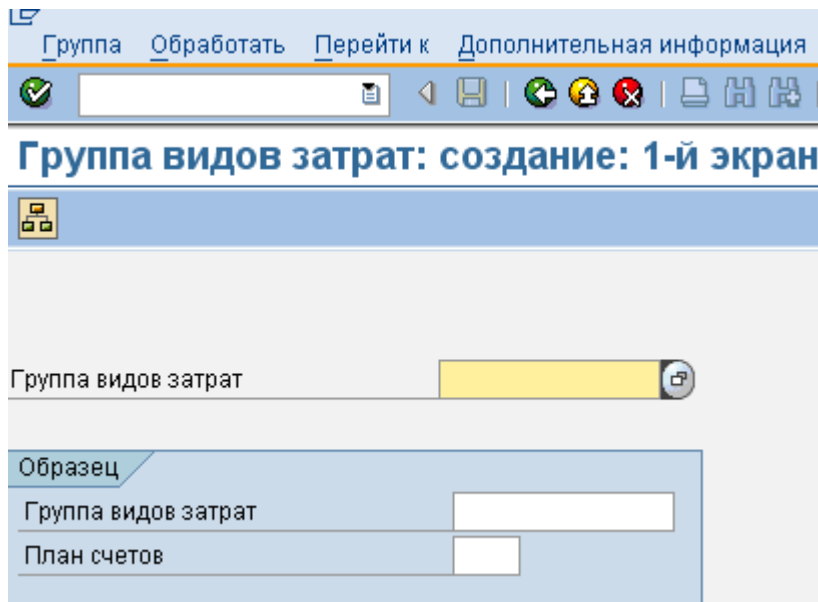 Группа Обработать Перейти к Дополнительная информация
Группа видов затрат: создание: 1-й экран
Группа видов затрат
Образец
Группа видов затрат
План счетов